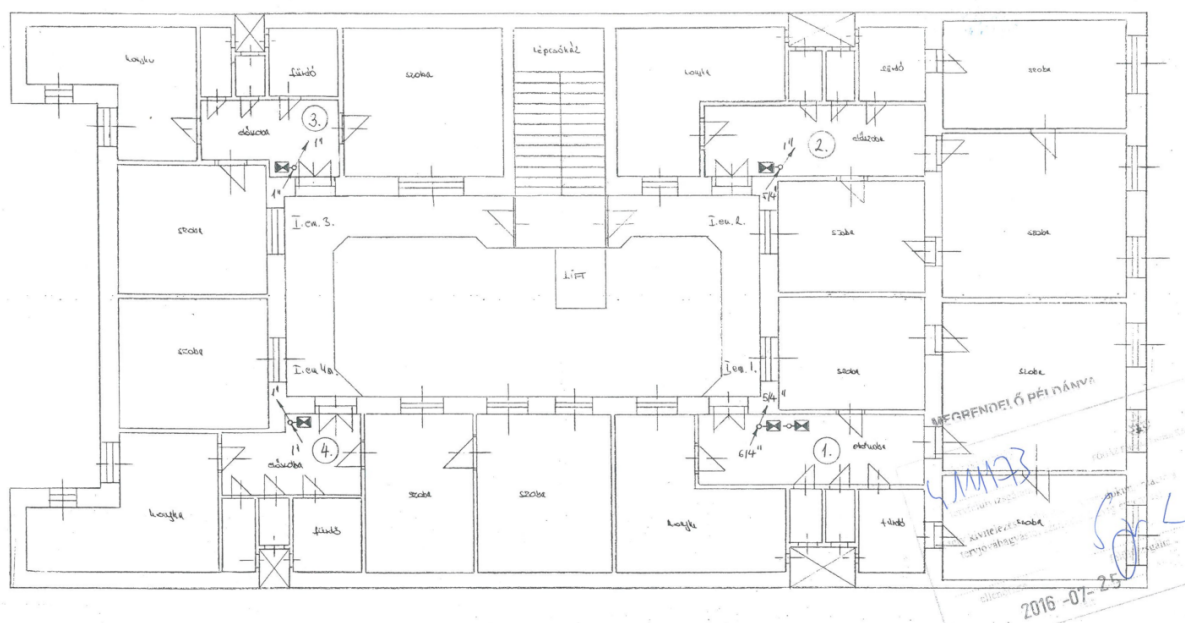 konyha
fürdő
szoba
lépcsőház
konyha
fürdő
szoba
előszoba
3.
1"
1"
2.
előszoba
1"
5/4"
szoba
I. em. 3.
I. em. 2.
szoba
szoba
LIFT
szoba
szoba
szoba
I. em. 4.
I. em. 1.
1"
1"
5/4"
6/4"
MEGRENDELŐ PÉLDÁNYA
4.
előszoba
1.
előszoba
konyha
fürdő
szoba
szoba
konyha
fürdő
szoba
2016 -07- 25